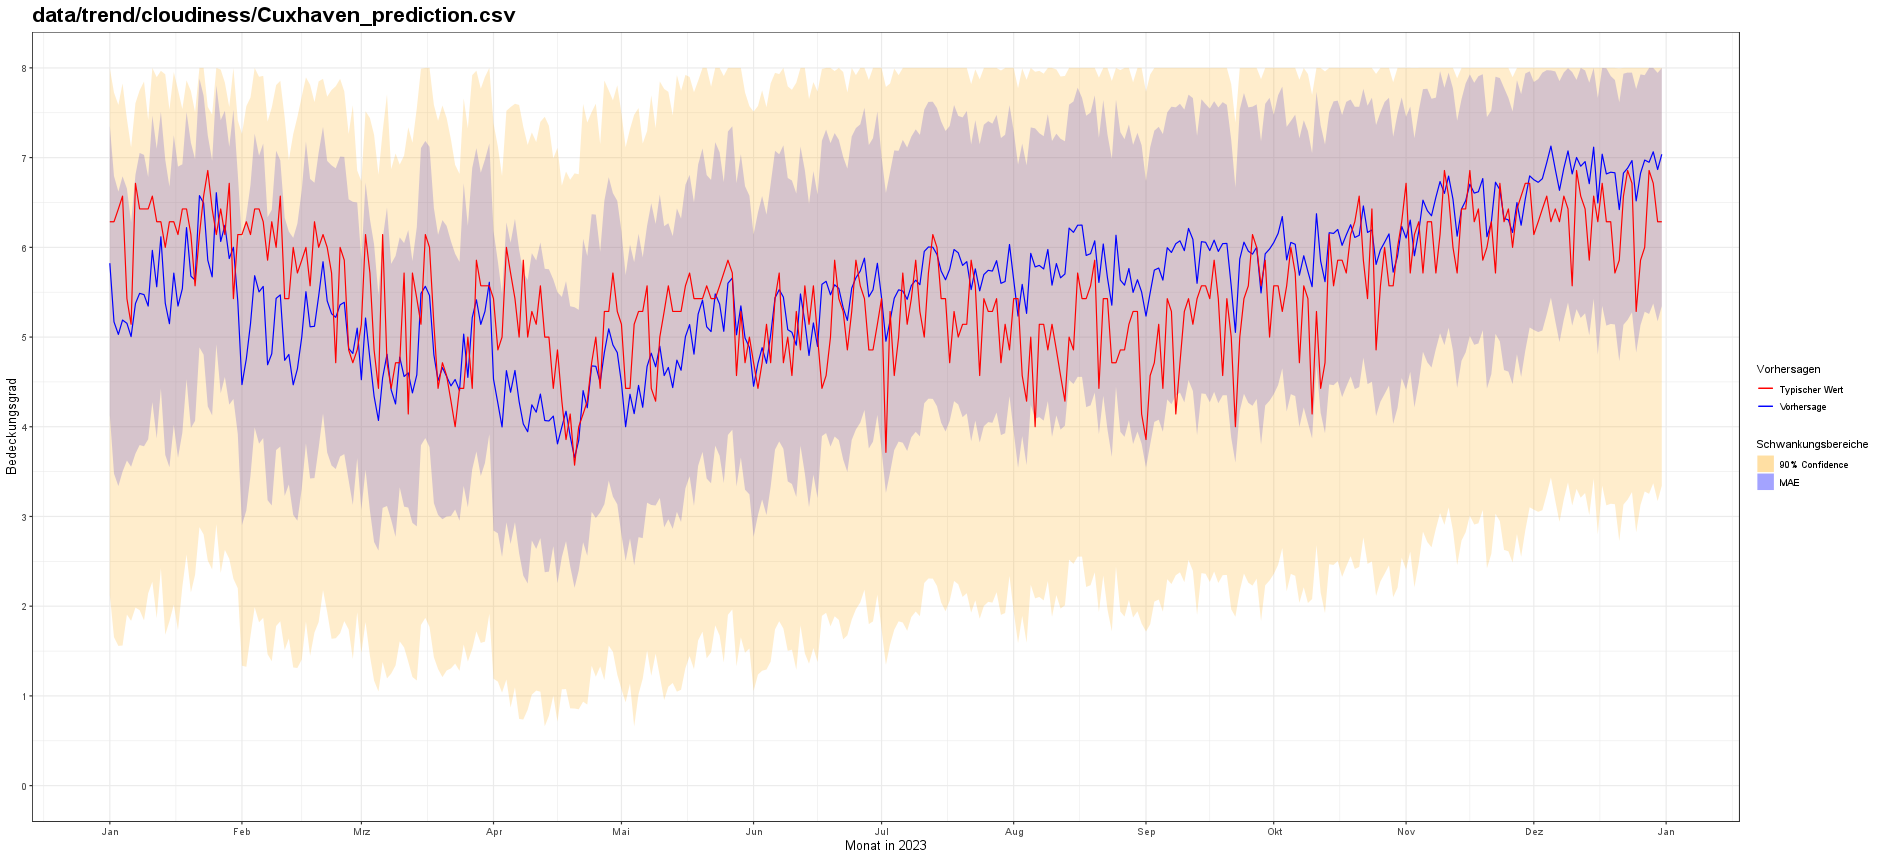 data/trend/cloudiness/Cuxhaven_prediction.csv
8
7
6
5
4
3
2
1
0
Bedeckungsgrad
Jan Feb Mrz Apr Mai Jun Jul Aug Sep Okt Nov Dez Jan
Monat in 2023
Vorhersagen
Typischer Wert
Vorhersage
Schwankungsbereiche
90% Confidence
MAE